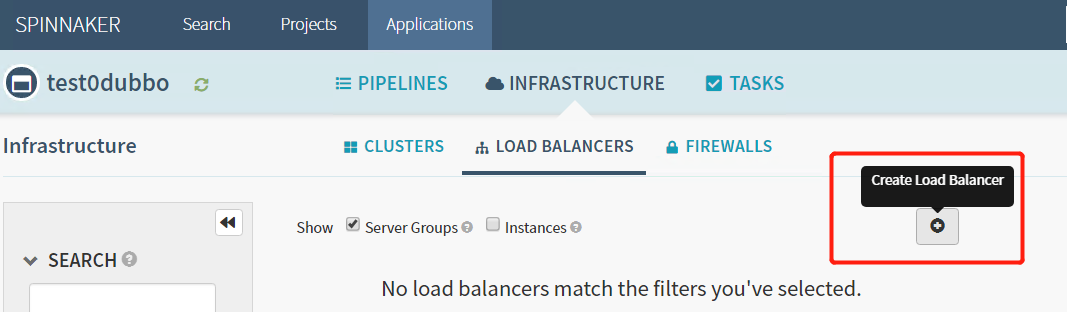 SPINNAKER Search Projects Applications
test0dubbo PIPELINES INFRASTRUCTURE TASKS
Infrastructure CLUSTERS LOAD BALANCERS FIREWALLS
Create Load Balancer
Show Server Groups ? Instances ?
SEARCH ?
No load balancers match the filters you've selected.